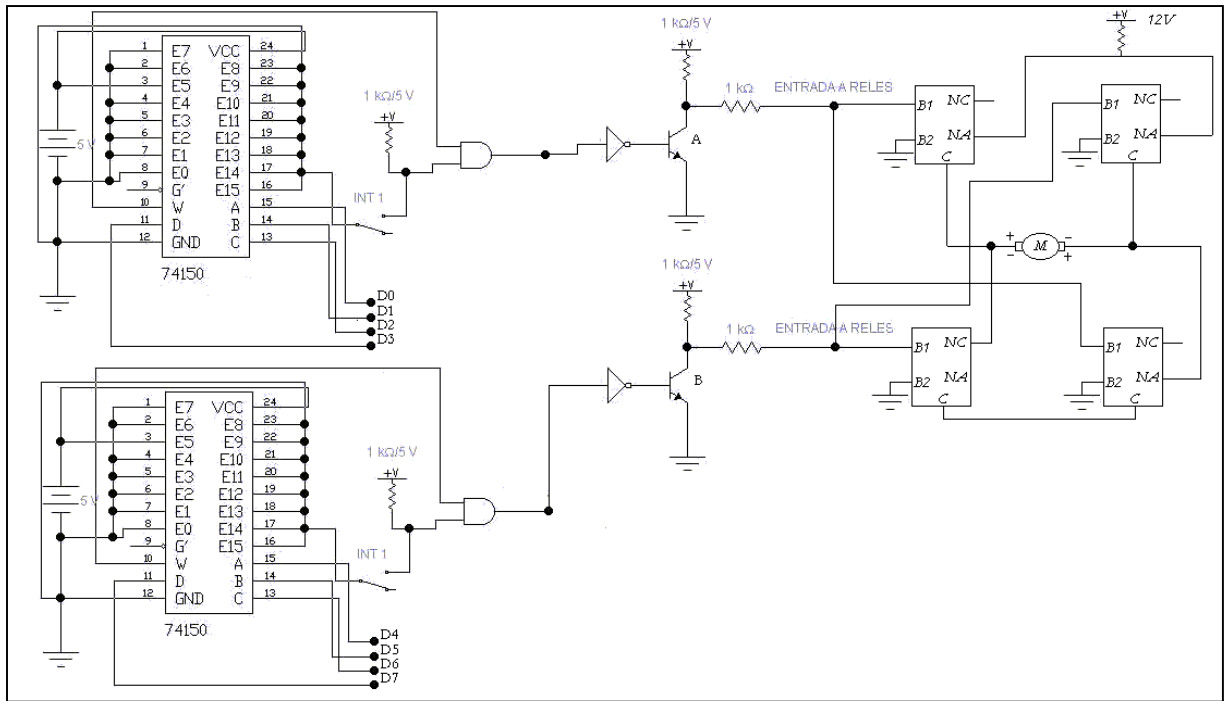 1 kΩ/5 V
+V
1 kΩ
ENTRADA A RELES
A
+V
12V
B1
NC
B2
NA
C
B1
NC
B2
NA
C
+
-
M
-
+
1 E7 VCC 24
2 E6 E8 23
3 E5 E9 22
4 E4 E10 21
5 E3 E11 20
6 E2 E12 19
7 E1 E13 18
8 E0 E14 17
9 G' E15 16
10 W A 15
11 D B 14
12 GND C 13
74150
5 V
1 kΩ/5 V
+V
INT 1
D0
D1
D2
D3
1 kΩ/5 V
+V
1 kΩ
ENTRADA A RELES
B
B1
NC
B2
NA
C
B1
NC
B2
NA
C
1 E7 VCC 24
2 E6 E8 23
3 E5 E9 22
4 E4 E10 21
5 E3 E11 20
6 E2 E12 19
7 E1 E13 18
8 E0 E14 17
9 G' E15 16
10 W A 15
11 D B 14
12 GND C 13
74150
5 V
1 kΩ/5 V
+V
INT 1
D4
D5
D6
D7